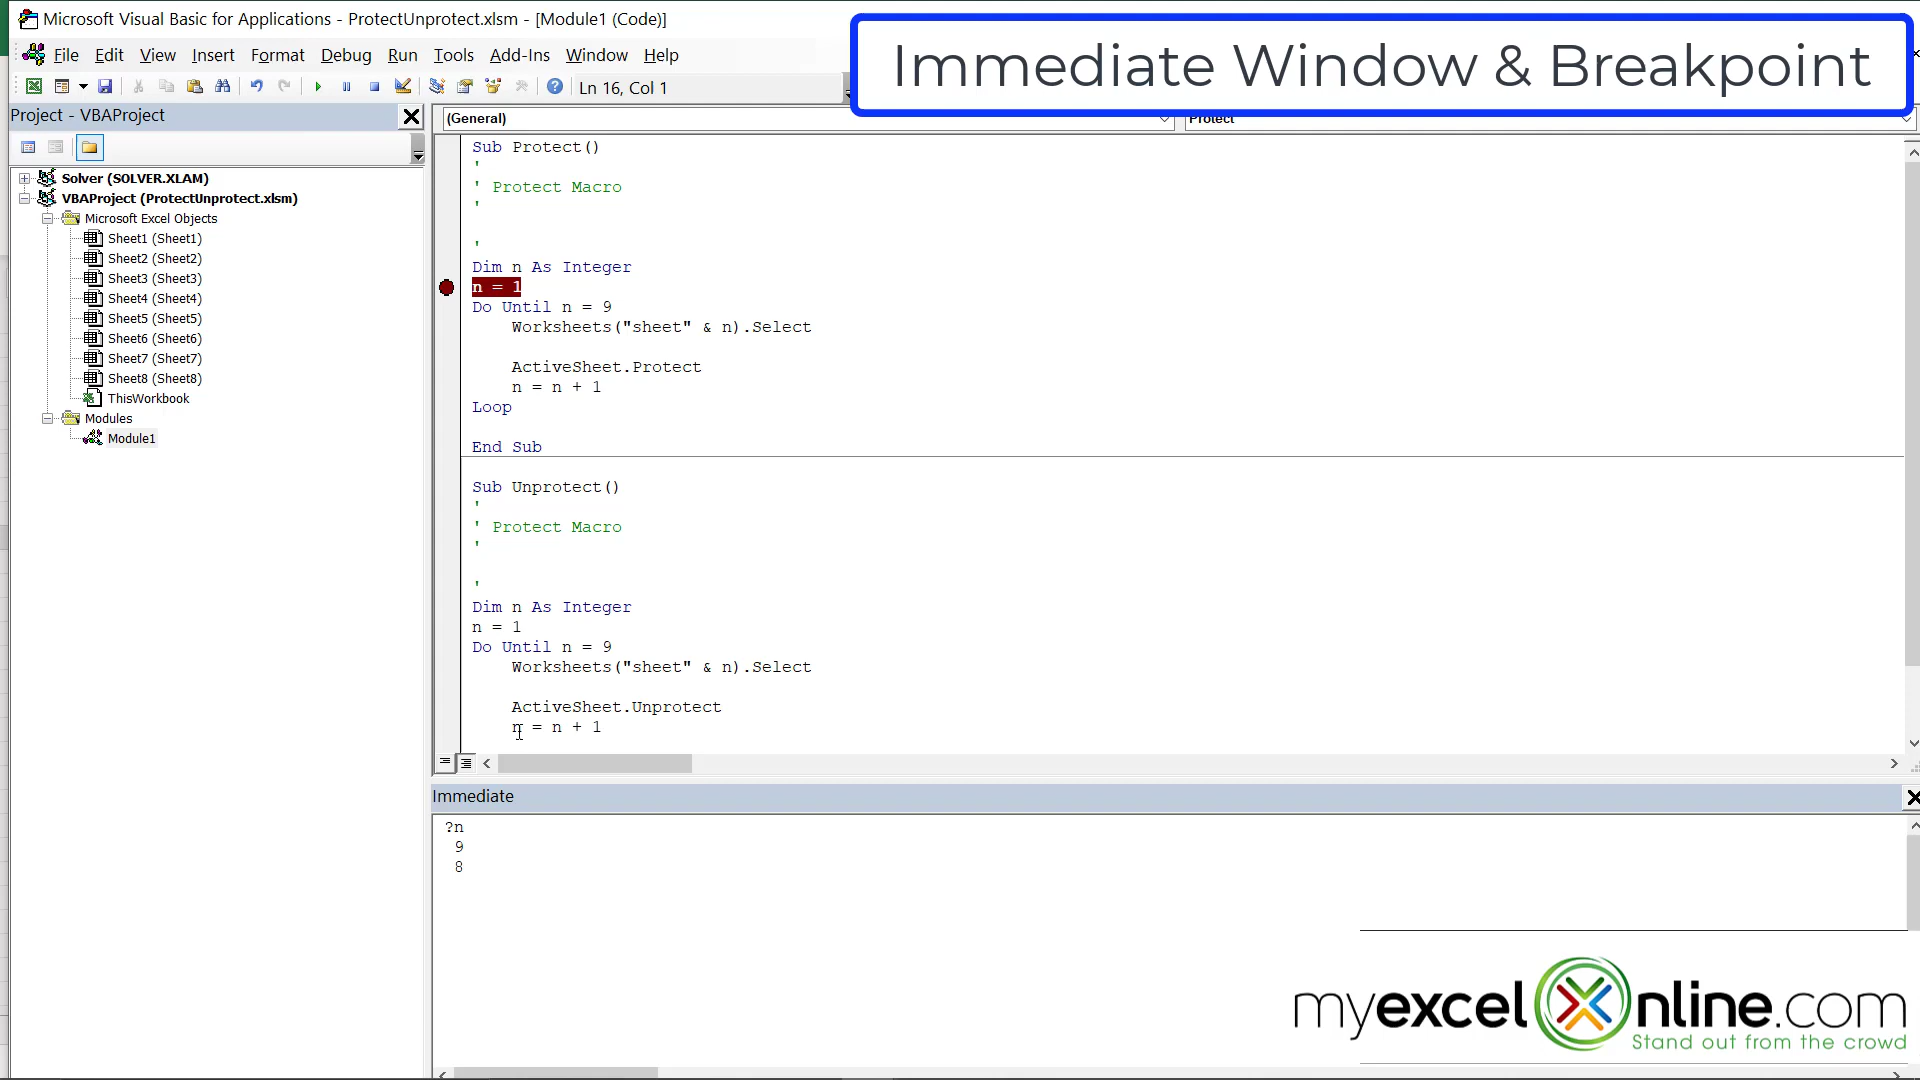 Microsoft Visual Basic for Applications - ProtectUnprotect.xlsm - [Module1 (Code)]
Immediate Window & Breakpoint
File Edit View Insert Format Debug Run Tools Add-Ins Window Help
Ln 16, Col 1
Project - VBAProject
(General)
Protect
Solver (SOLVER.XLAM)
VBAProject (ProtectUnprotect.xlsm)
Microsoft Excel Objects
Sheet1 (Sheet1)
Sheet2 (Sheet2)
Sheet3 (Sheet3)
Sheet4 (Sheet4)
Sheet5 (Sheet5)
Sheet6 (Sheet6)
Sheet7 (Sheet7)
Sheet8 (Sheet8)
ThisWorkbook
Modules
Module1
Sub Protect()
'
' Protect Macro
'
'
Dim n As Integer
n = 1
Do Until n = 9
Worksheets("sheet" & n).Select
ActiveSheet.Protect
n = n + 1
Loop
End Sub
Sub Unprotect()
'
' Protect Macro
'
'
Dim n As Integer
n = 1
Do Until n = 9
Worksheets("sheet" & n).Select
ActiveSheet.Unprotect
n = n + 1
Immediate
?n
9
8
myexcelonline.com
Stand out from the crowd